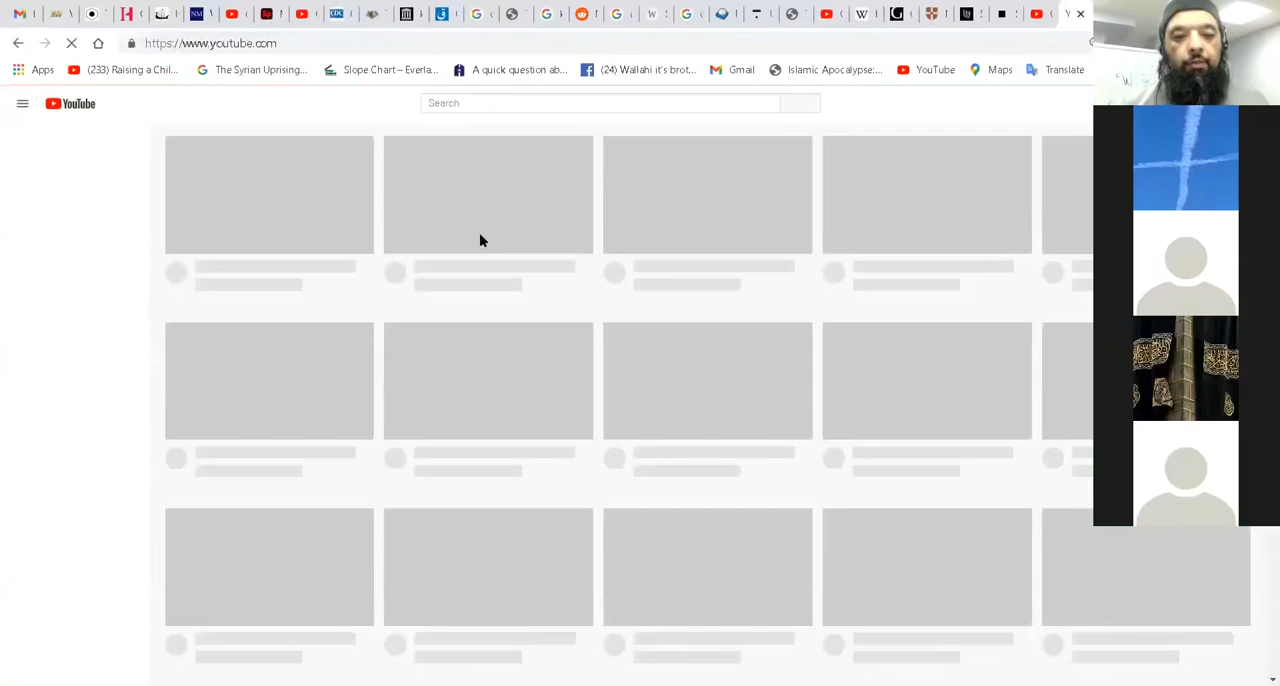 https://www.youtube.com
Apps
(233) Raising a Chil...
The Syrian Uprising...
Slope Chart – Everla...
A quick question ab...
(24) Wallahi it's brot...
Gmail
Islamic Apocalypse:...
YouTube
Maps
Translate
YouTube
Search